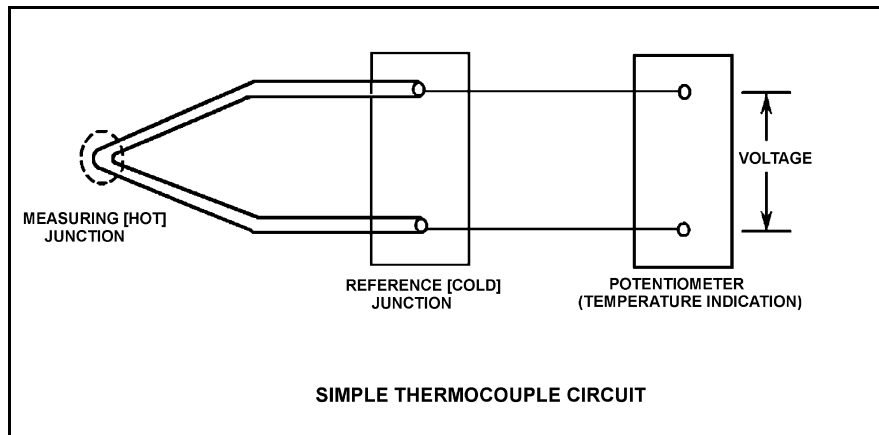 VOLTAGE
MEASURING [HOT]
JUNCTION
REFERENCE [COLD]
JUNCTION
POTENTIOMETER
(TEMPERATURE INDICATION)
SIMPLE THERMOCOUPLE CIRCUIT